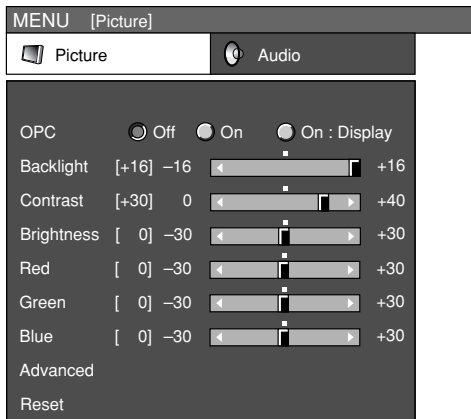 MENU [Picture]
Picture Audio
OPC Off On On : Display
Backlight [+16] –16 +16
Contrast [+30] 0 +40
Brightness [ 0] –30 +30
Red [ 0] –30 +30
Green [ 0] –30 +30
Blue [ 0] –30 +30
Advanced
Reset